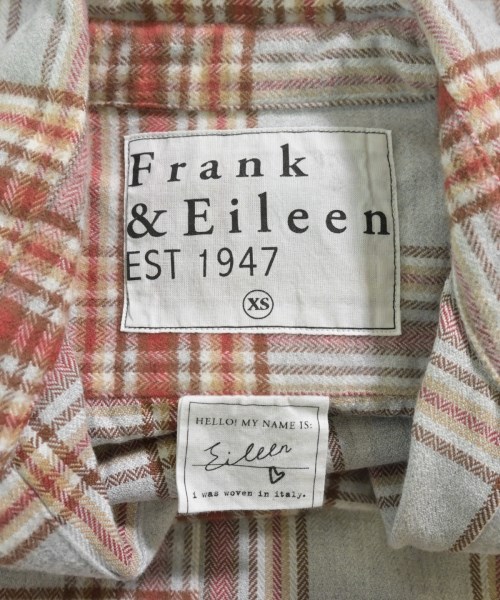 Frank
& Eileen
EST 1947
XS
HELLO! MY NAME IS:
Eileen
i was woven in italy.